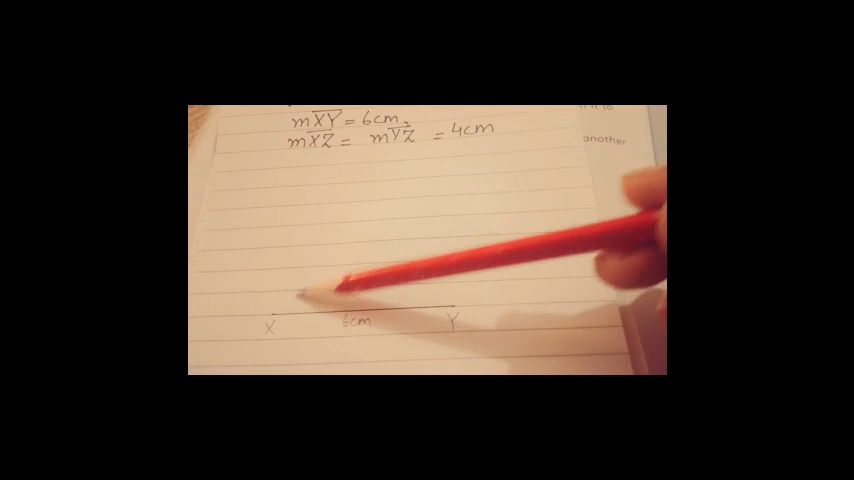 mXY = 6cm,
mXZ = mYZ = 4cm
another
X 6cm Y